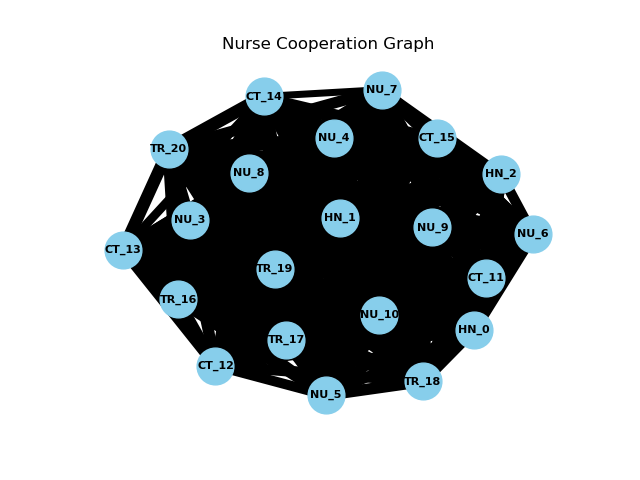 Nurse Cooperation Graph
NU_7
CT_14
NU_4
CT_15
TR_20
NU_8
HN_2
HN_1
NU_3
NU_9
NU_6
CT_13
TR_19
CT_11
TR_16
NU_10
HN_0
TR_17
CT_12
TR_18
NU_5